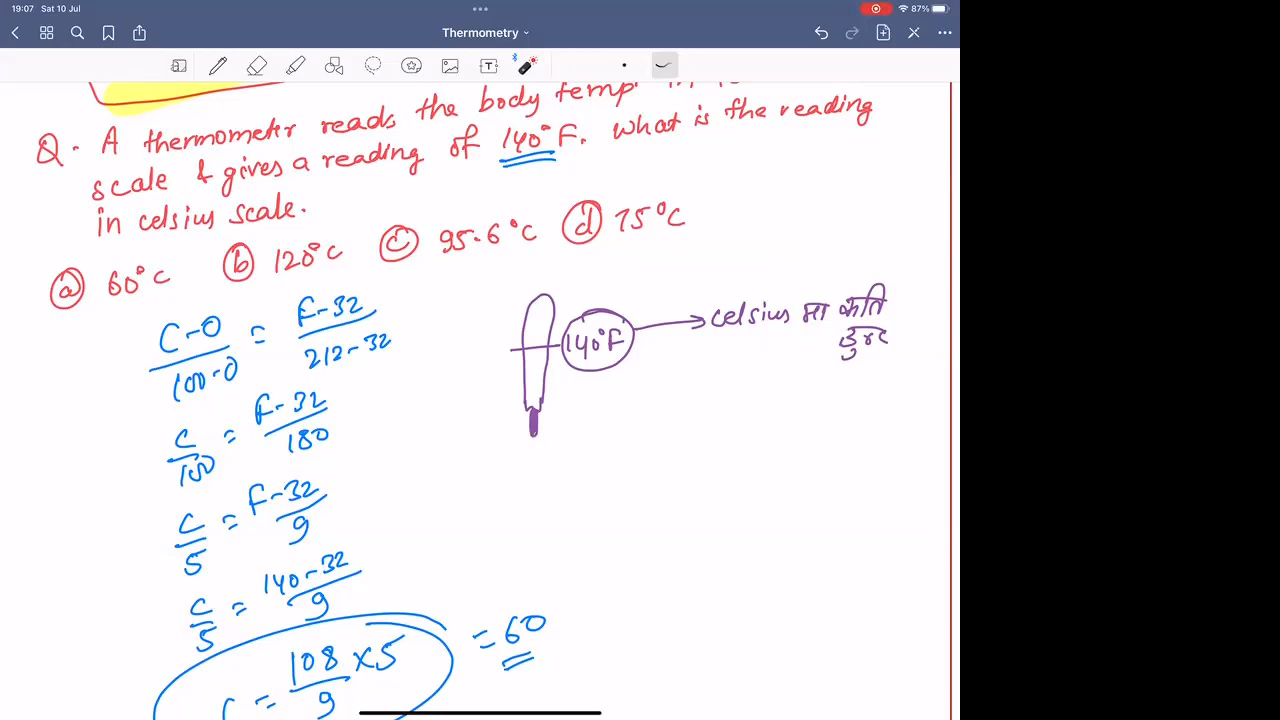 19:07 Sat 10 Jul
87%
Thermometry
Q. A thermometer reads the body temp.
scale & gives a reading of 140°F. What is the reading
in celsius scale.
ⓐ 60°C ⓑ 120°C ⓒ 95.6°C ⓓ 75°C
C-0/100-0 = F-32/212-32
C/100 = F-32/180
C/5 = F-32/9
C/5 = 140-32/9
= 108×5/9 = 60
140°F → celsius मा कति